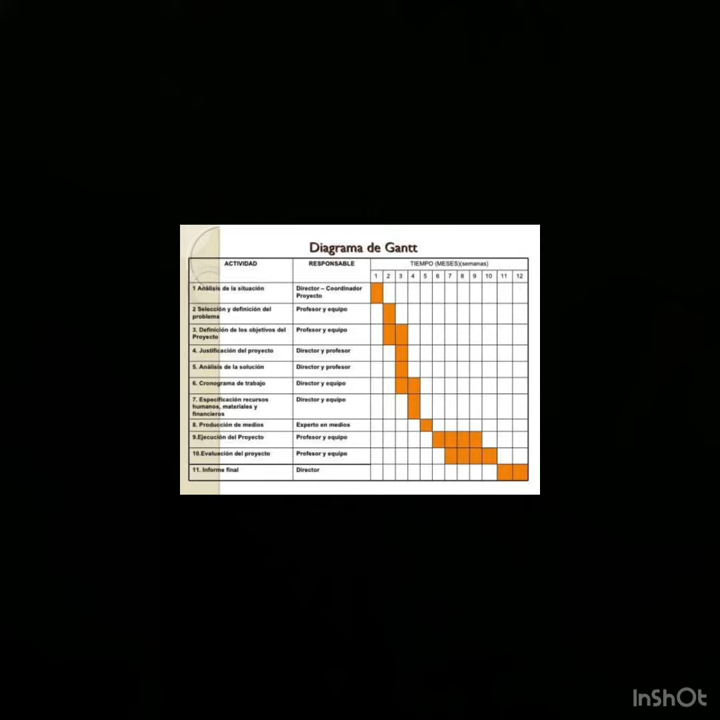 Diagrama de Gantt
ACTIVIDAD RESPONSABLE TIEMPO (MESES)(semanas)
1 2 3 4 5 6 7 8 9 10 11 12
1 Análisis de la situación Director – Coordinador
Proyecto
2 Selección y definición del Profesor y equipo
problema
3. Definición de los objetivos del Profesor y equipo
Proyecto
4. Justificación del proyecto Director y profesor
5. Análisis de la solución Director y profesor
6. Cronograma de trabajo Director y equipo
7. Especificación recursos Director y equipo
humanos, materiales y
financieros
8. Producción de medios Experto en medios
9.Ejecución del Proyecto Profesor y equipo
10.Evaluación del proyecto Profesor y equipo
11. Informe final Director
InShOt